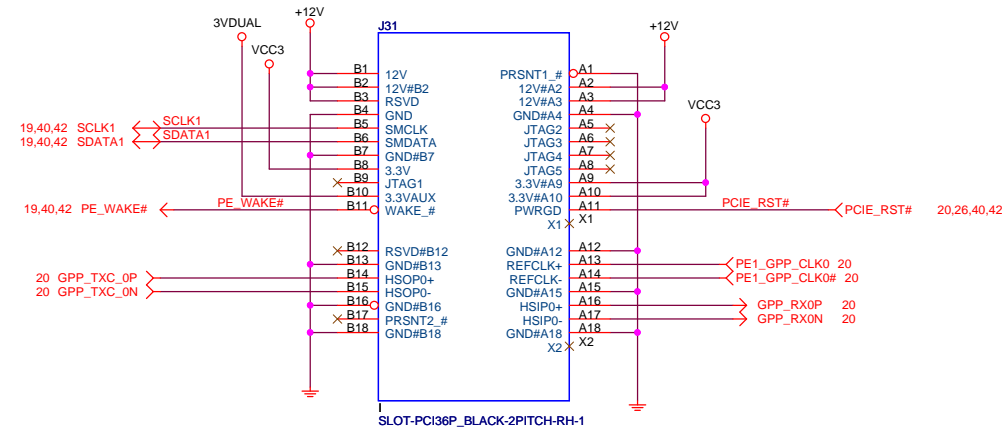 +12V
3VDUAL
J31
+12V
VCC3
VCC3
B1 12V PRSNT1_# A1
B2 12V#B2 12V#A2 A2
B3 RSVD 12V#A3 A3
B4 GND GND#A4 A4
19,40,42 SCLK1 SCLK1 B5 SMCLK JTAG2 A5
19,40,42 SDATA1 SDATA1 B6 SMDATA JTAG3 A6
B7 GND#B7 JTAG4 A7
B8 3.3V JTAG5 A8
B9 JTAG1 3.3V#A9 A9
B10 3.3VAUX 3.3V#A10 A10
19,40,42 PE_WAKE# PE_WAKE# B11 WAKE_# PWRGD A11 PCIE_RST# PCIE_RST# 20,26,40,42
X1 X1
B12 RSVD#B12 GND#A12 A12
B13 GND#B13 REFCLK+ A13 PE1_GPP_CLK0 20
20 GPP_TXC_0P B14 HSOP0+ REFCLK- A14 PE1_GPP_CLK0# 20
20 GPP_TXC_0N B15 HSOP0- GND#A15 A15
B16 GND#B16 HSIP0+ A16 GPP_RX0P 20
B17 PRSNT2_# HSIP0- A17 GPP_RX0N 20
B18 GND#B18 GND#A18 A18
X2 X2
SLOT-PCI36P_BLACK-2PITCH-RH-1